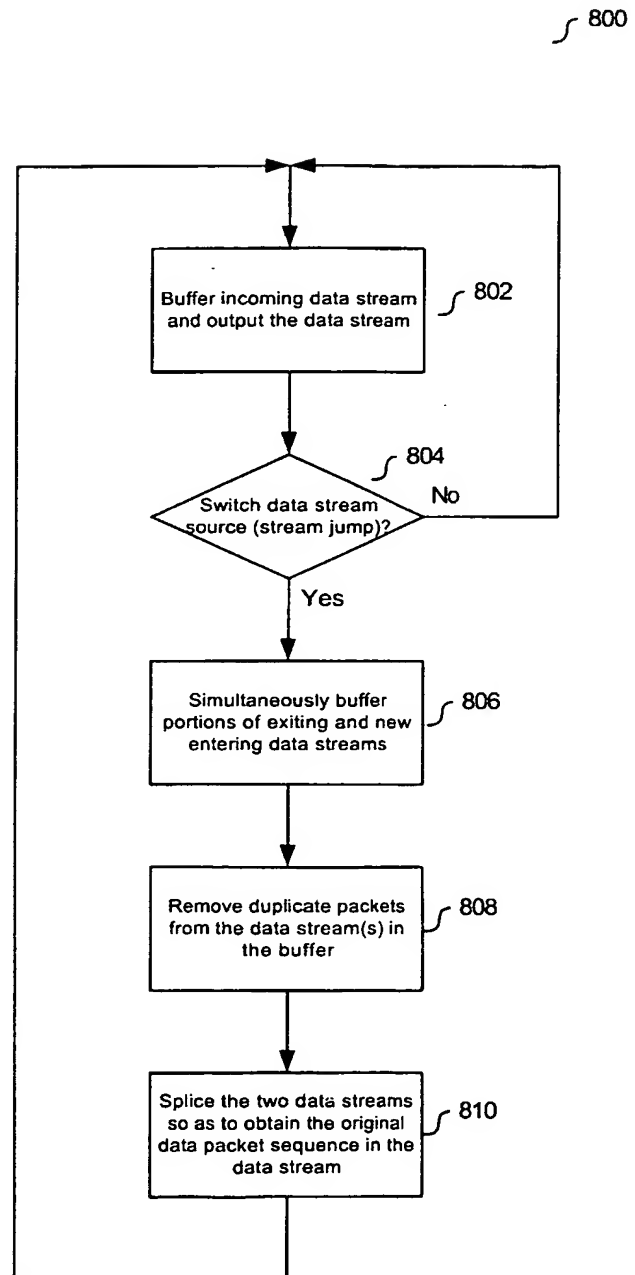 800
Buffer incoming data stream
and output the data stream
802
804
Switch data stream
source (stream jump)?
No
Yes
Simultaneously buffer
portions of exiting and new
entering data streams
806
Remove duplicate packets
from the data stream(s) in
the buffer
808
Splice the two data streams
so as to obtain the original
data packet sequence in the
data stream
810